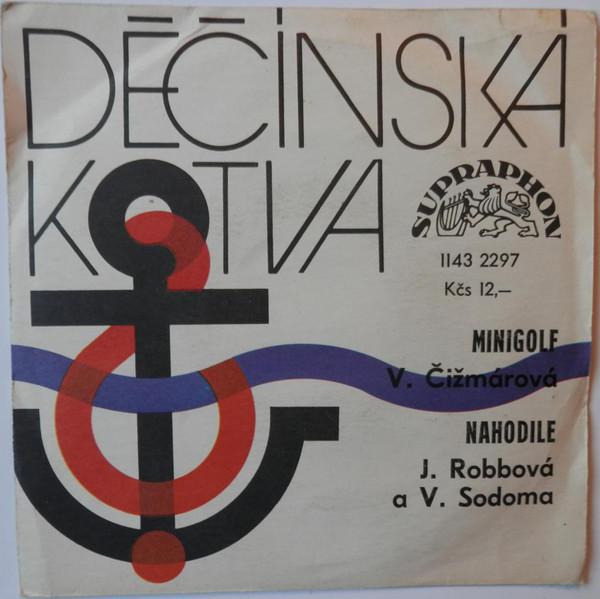 DĚČÍNSKÁ
KOTVA
SUPRAPHON
1143 2297
Kčs 12,—
MINIGOLF
V. Čižmárová
NAHODILE
J. Robbová
a V. Sodoma